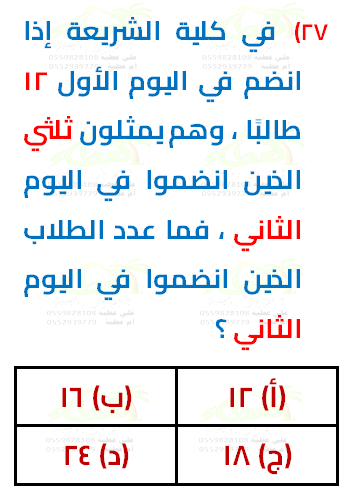 ٢٧) في كلية الشريعة إذا
انضم في اليوم الأول ١٢
طالبًا ، وهم يمثلون ثلثي
الذين انضموا في اليوم
الثاني ، فما عدد الطلاب
الذين انضموا في اليوم
الثاني ؟
(أ) ١٢
(ب) ١٦
(ج) ١٨
(د) ٢٤